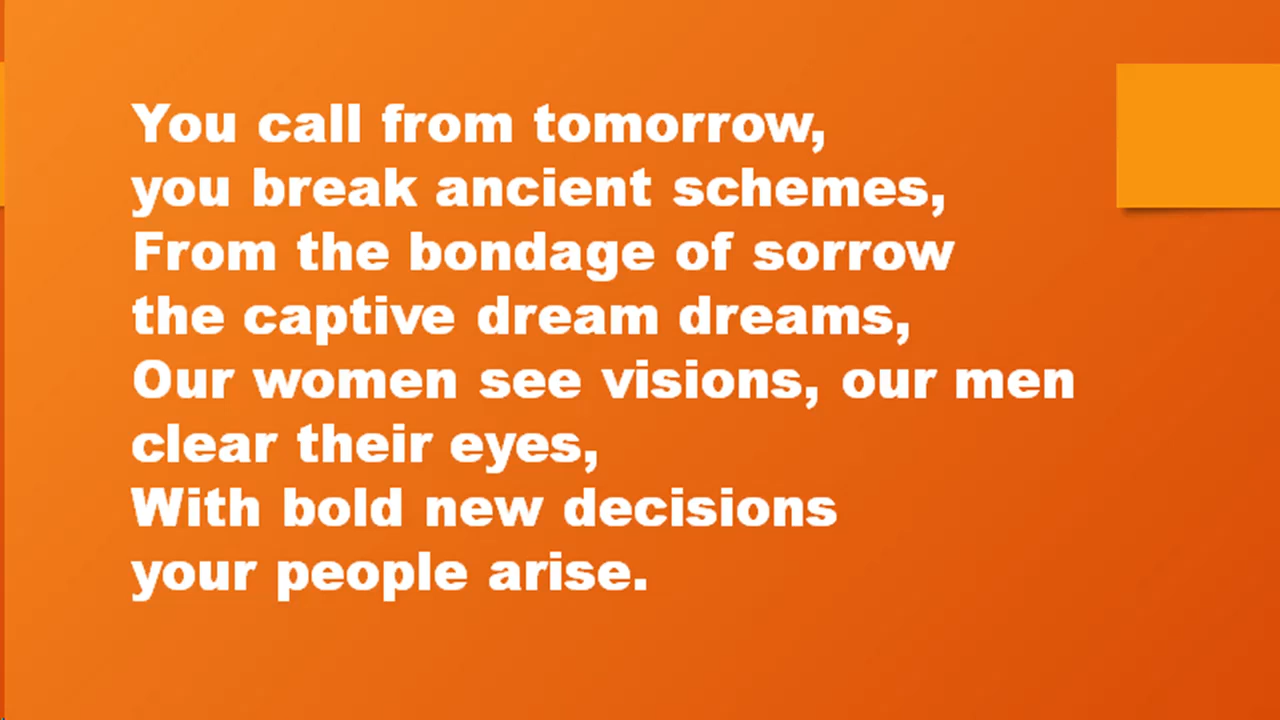 You call from tomorrow,
you break ancient schemes,
From the bondage of sorrow
the captive dream dreams,
Our women see visions, our men
clear their eyes,
With bold new decisions
your people arise.